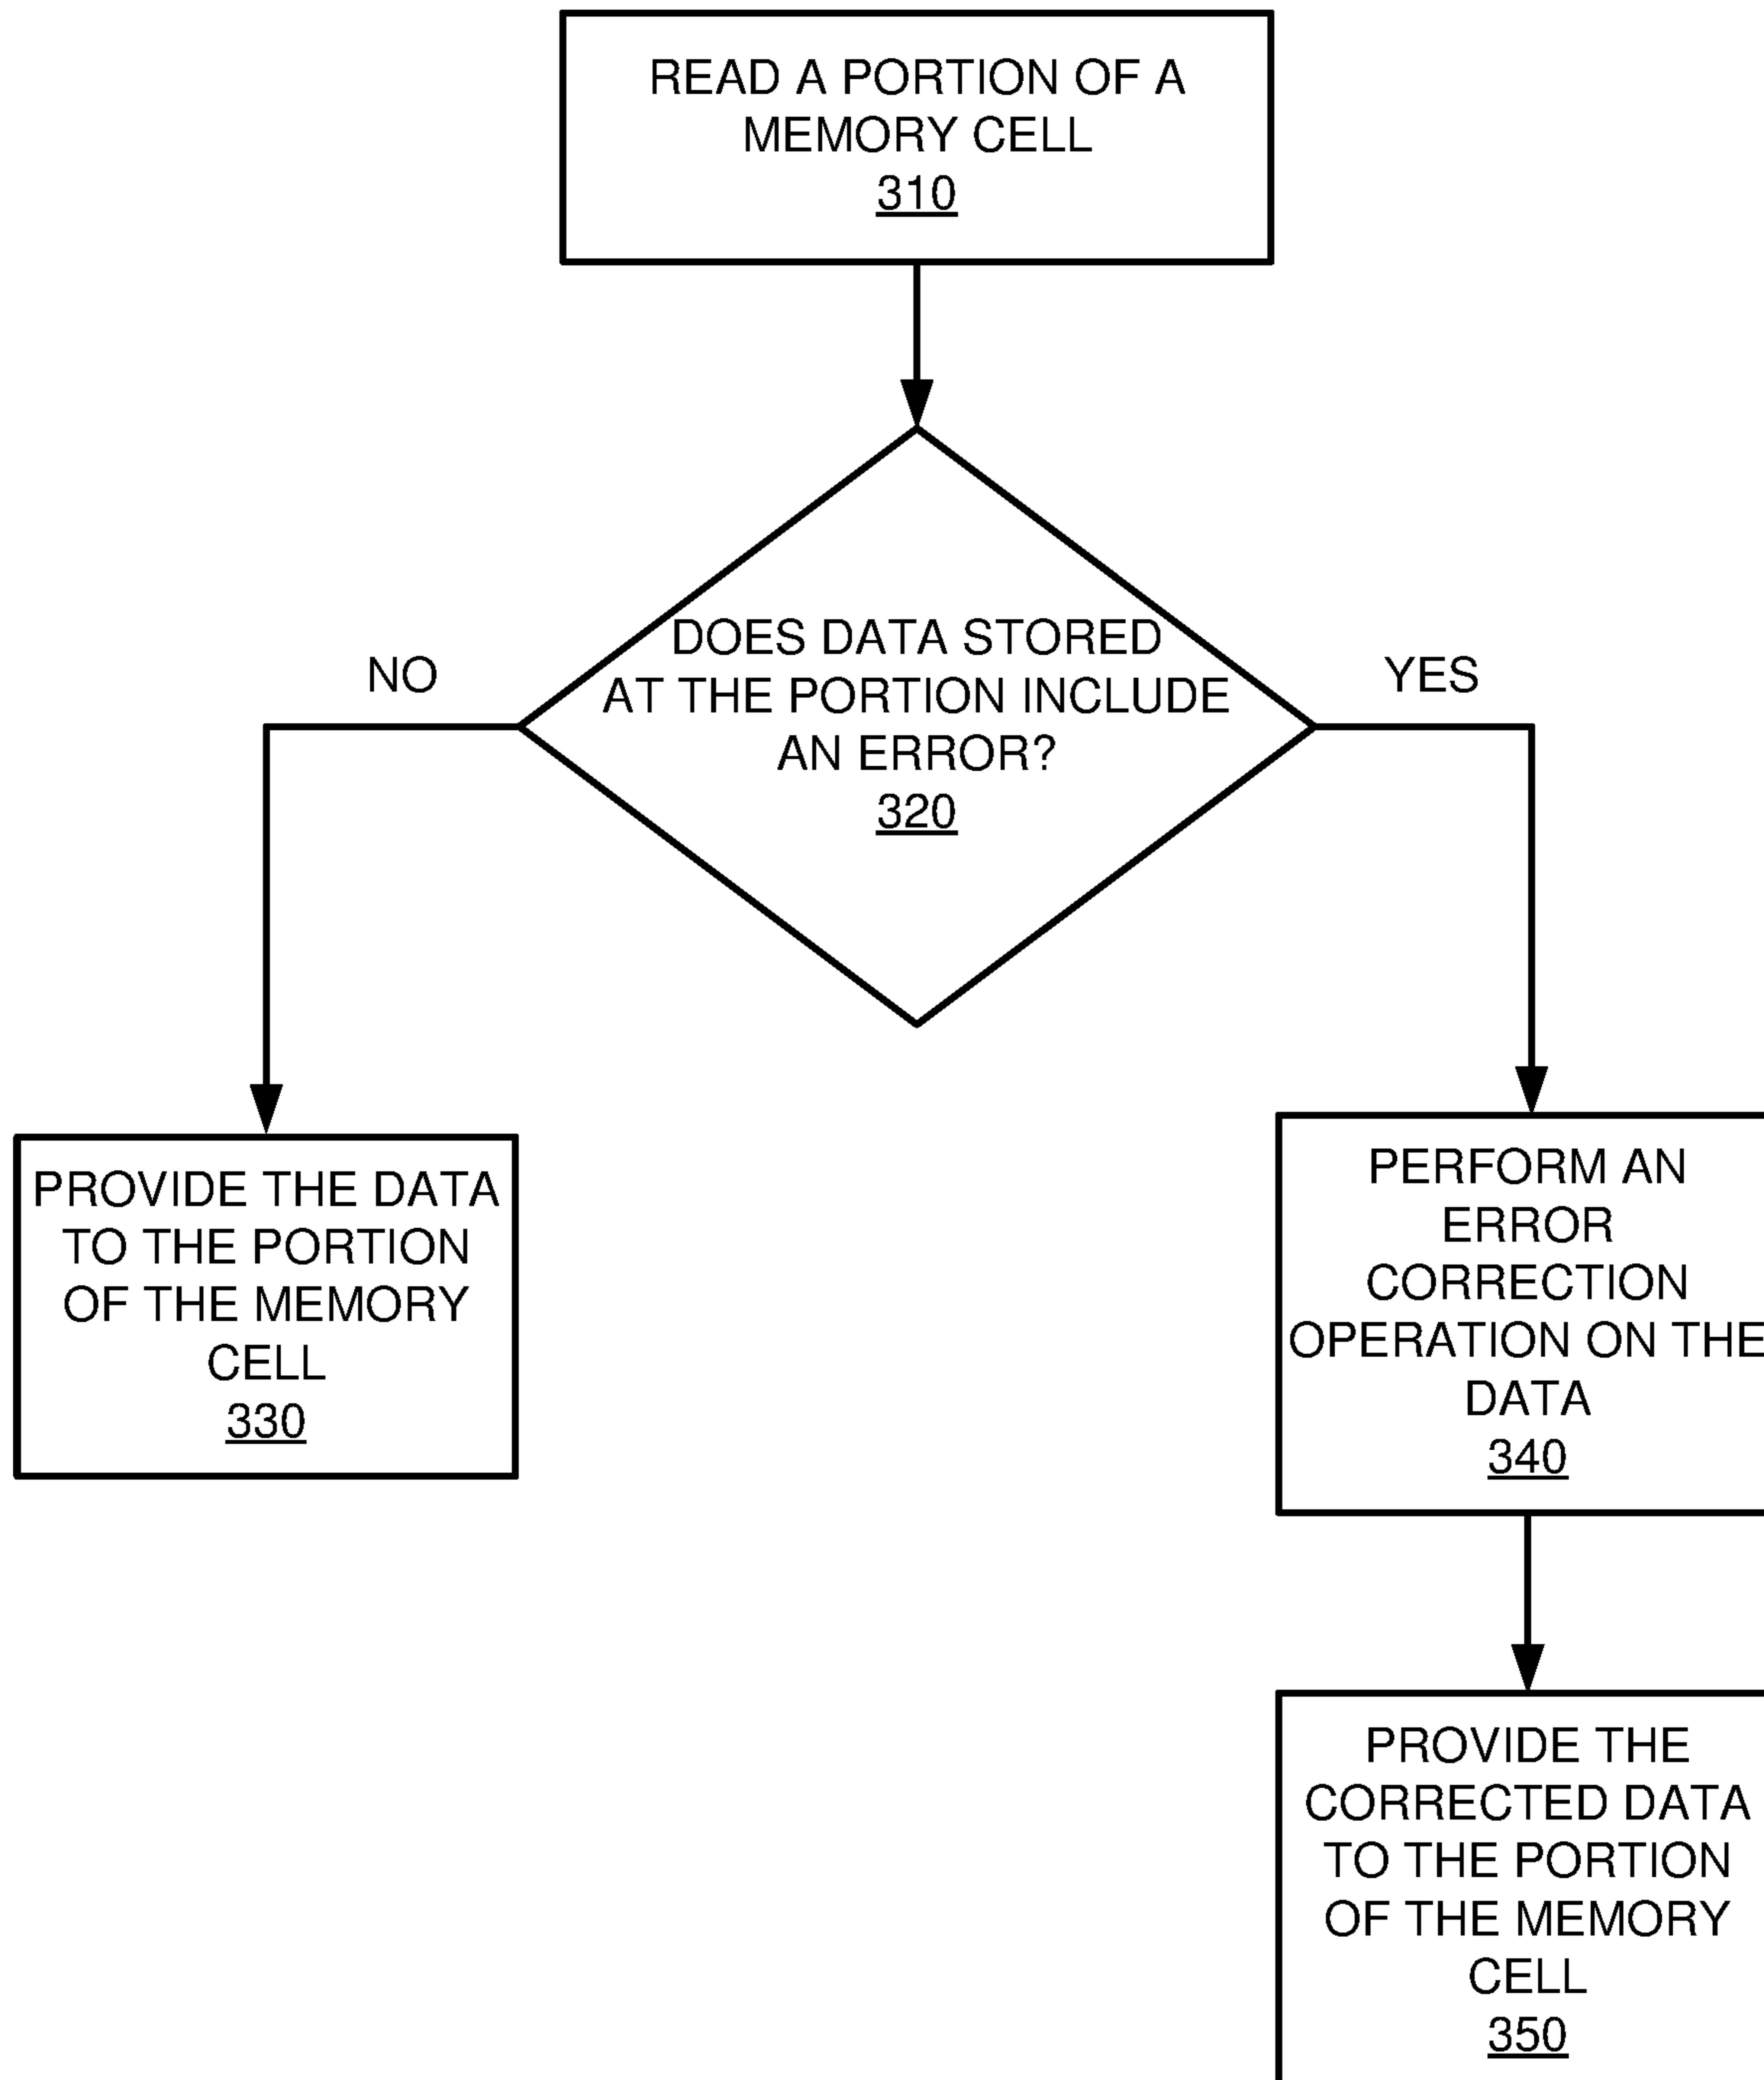 READ A PORTION OF A
MEMORY CELL
310
DOES DATA STORED
AT THE PORTION INCLUDE
AN ERROR?
320
NO
YES
PROVIDE THE DATA
TO THE PORTION
OF THE MEMORY
CELL
330
PERFORM AN
ERROR
CORRECTION
OPERATION ON THE
DATA
340
PROVIDE THE
CORRECTED DATA
TO THE PORTION
OF THE MEMORY
CELL
350